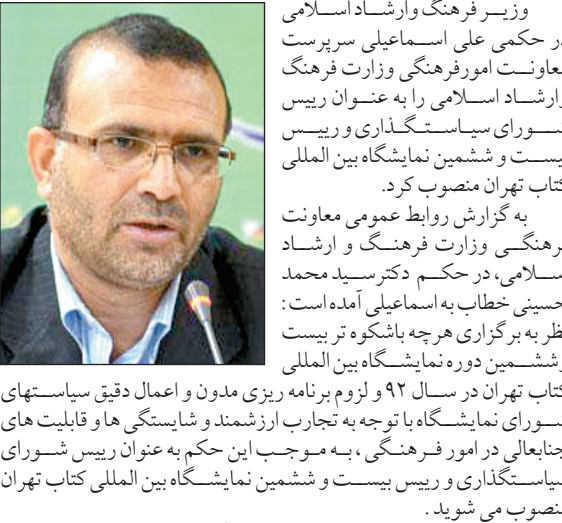 وزیر فرهنگ وارشاد اسلامی
در حکمی علی اسماعیلی سرپرست
معاونت امورفرهنگی وزارت فرهنگ
وارشاد اسلامی را به عنوان رییس
شورای سیاستگذاری و رییس
بیست و ششمین نمایشگاه بین المللی
کتاب تهران منصوب کرد.
به گزارش روابط عمومی معاونت
فرهنگی وزارت فرهنگ و ارشاد
اسلامی، در حکم دکتر سید محمد
حسینی خطاب به اسماعیلی آمده است :
نظر به برگزاری هرچه باشکوه تر بیست
وششمین دوره نمایشگاه بین المللی
کتاب تهران در سال ۹۲ و لزوم برنامه ریزی مدون و اعمال دقیق سیاستهای
شورای نمایشگاه با توجه به تجارب ارزشمند و شایستگی ها و قابلیت های
جنابعالی در امور فرهنگی ، به موجب این حکم به عنوان رییس شورای
سیاستگذاری و رییس بیست و ششمین نمایشگاه بین المللی کتاب تهران
منصوب می شوید .